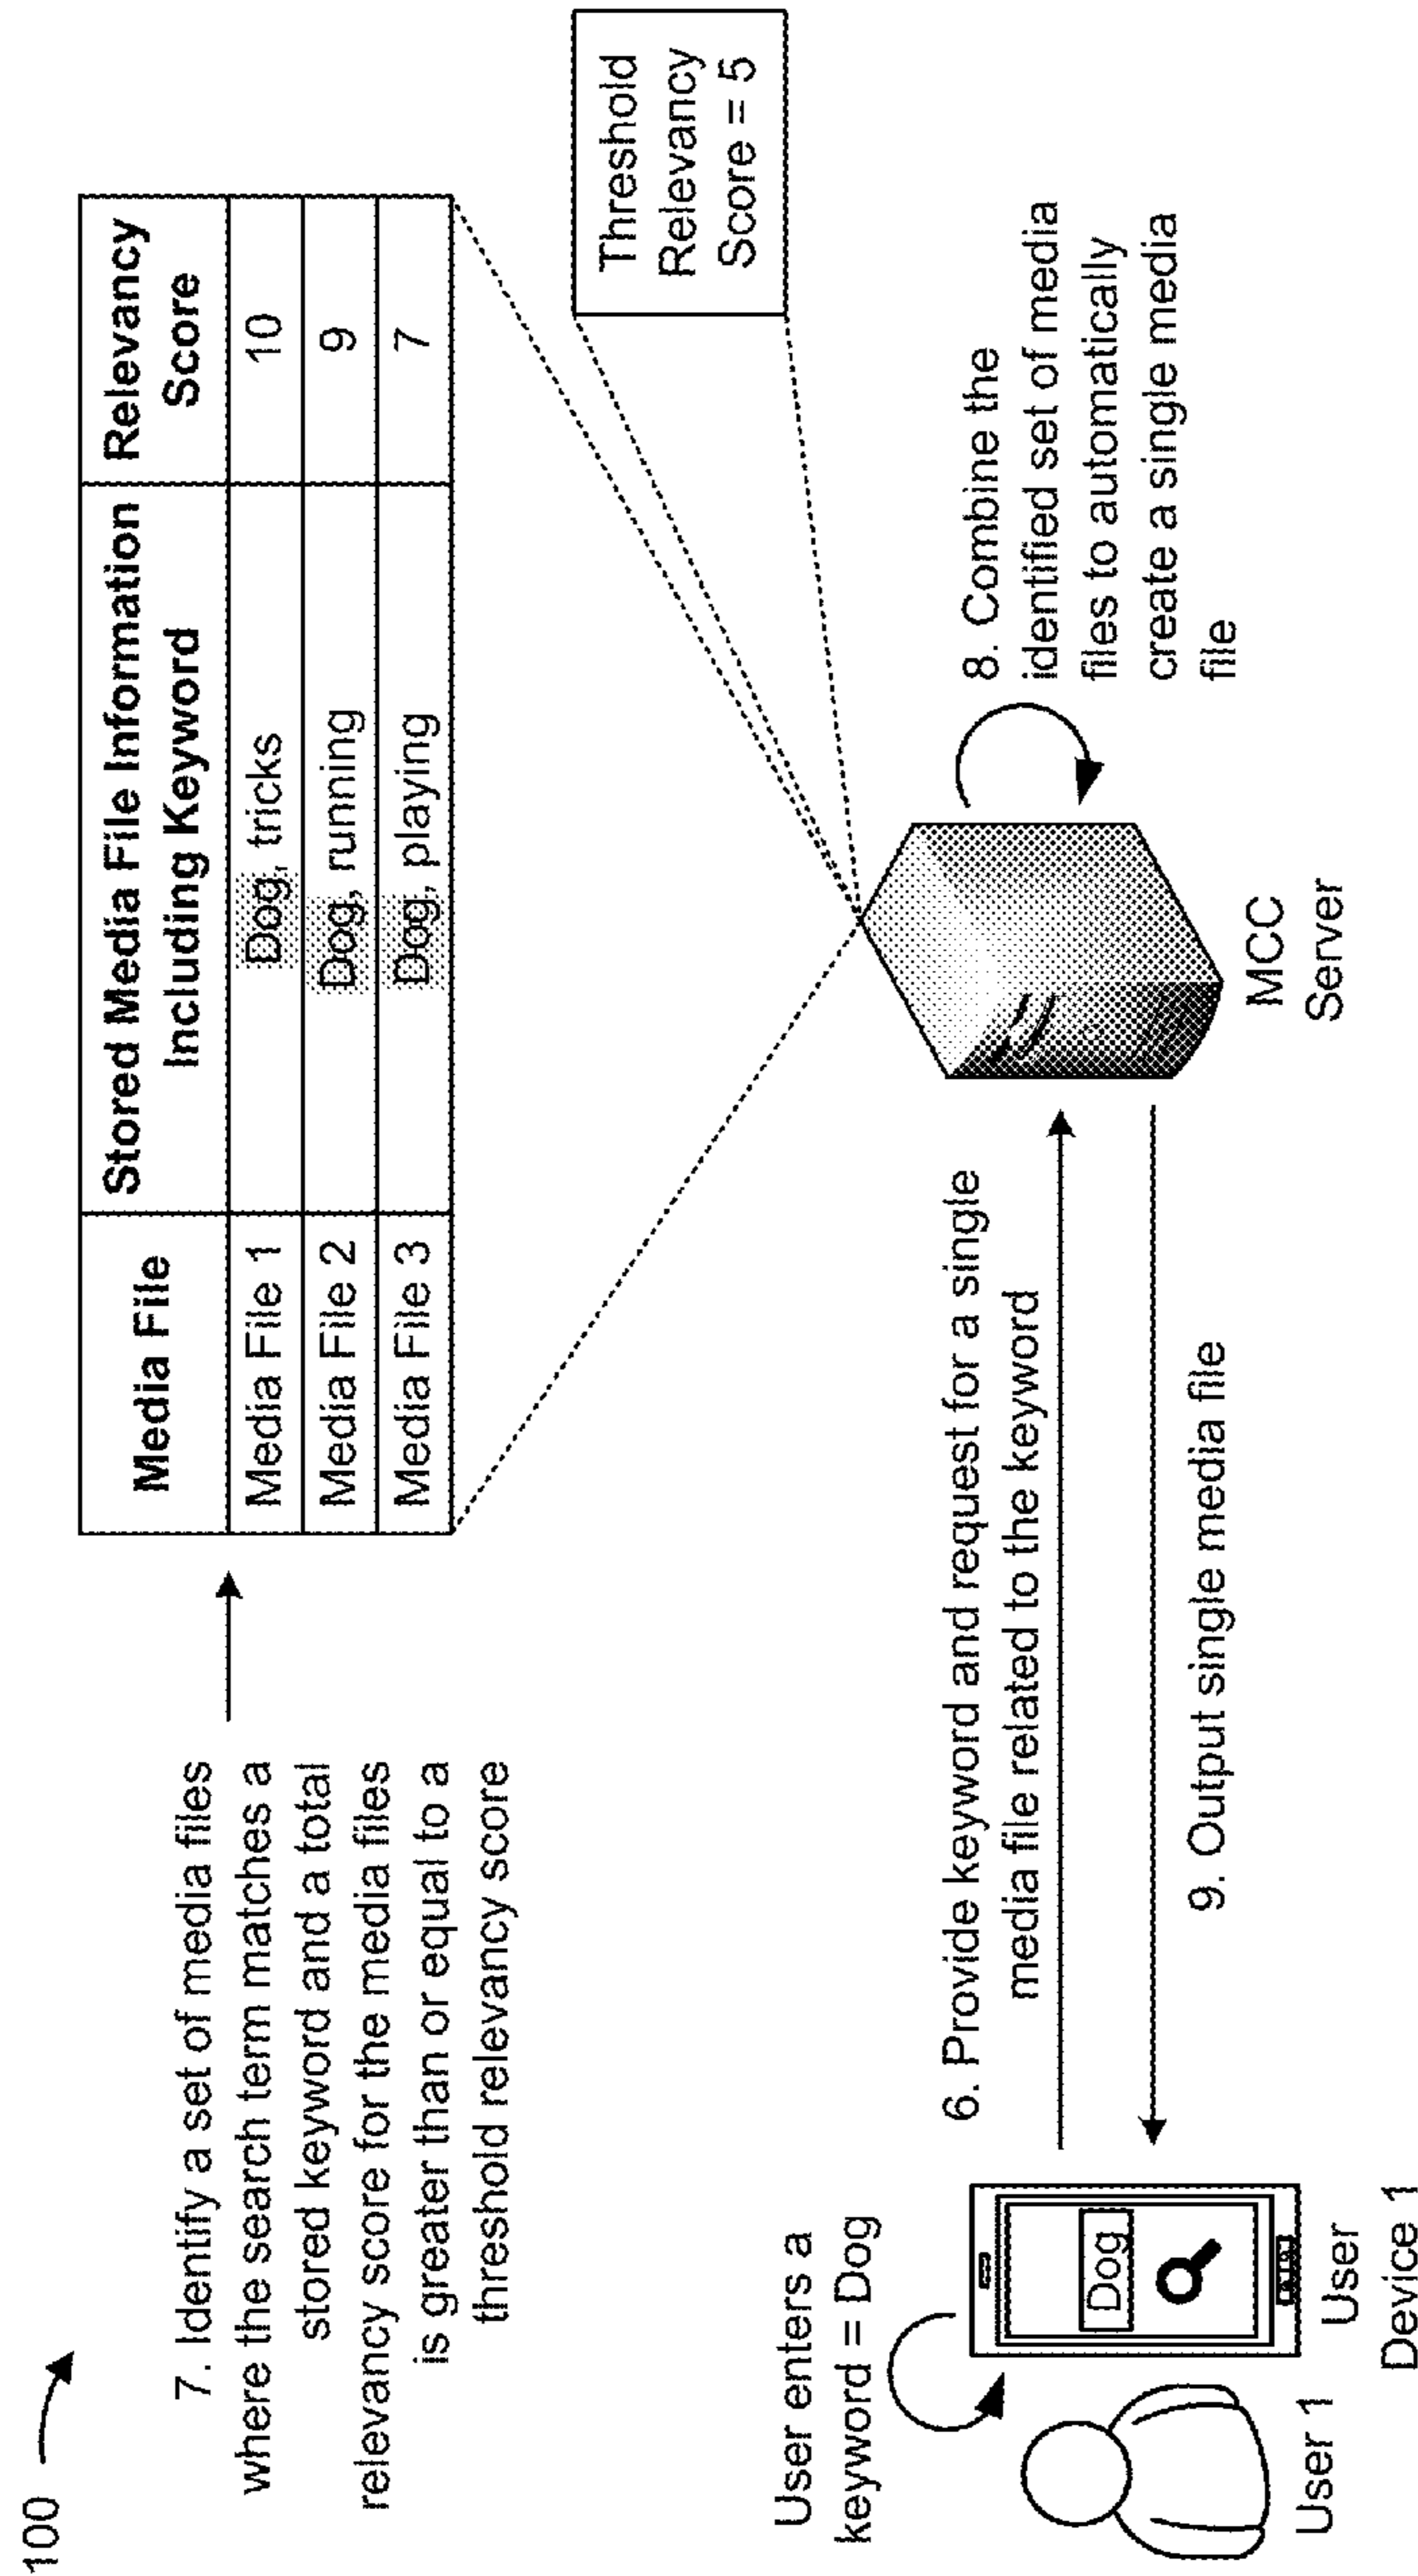 100
7. Identify a set of media files
where the search term matches a
stored keyword and a total
relevancy score for the media files
is greater than or equal to a
threshold relevancy score
Media File
Stored Media File Information
Including Keyword
Relevancy
Score
Media File 1
Dog, tricks
10
Media File 2
Dog, running
9
Media File 3
Dog, playing
7
Threshold
Relevancy
Score = 5
User enters a
keyword = Dog
Dog
User 1
User
Device 1
6. Provide keyword and request for a single
media file related to the keyword
9. Output single media file
MCC
Server
8. Combine the
identified set of media
files to automatically
create a single media
file